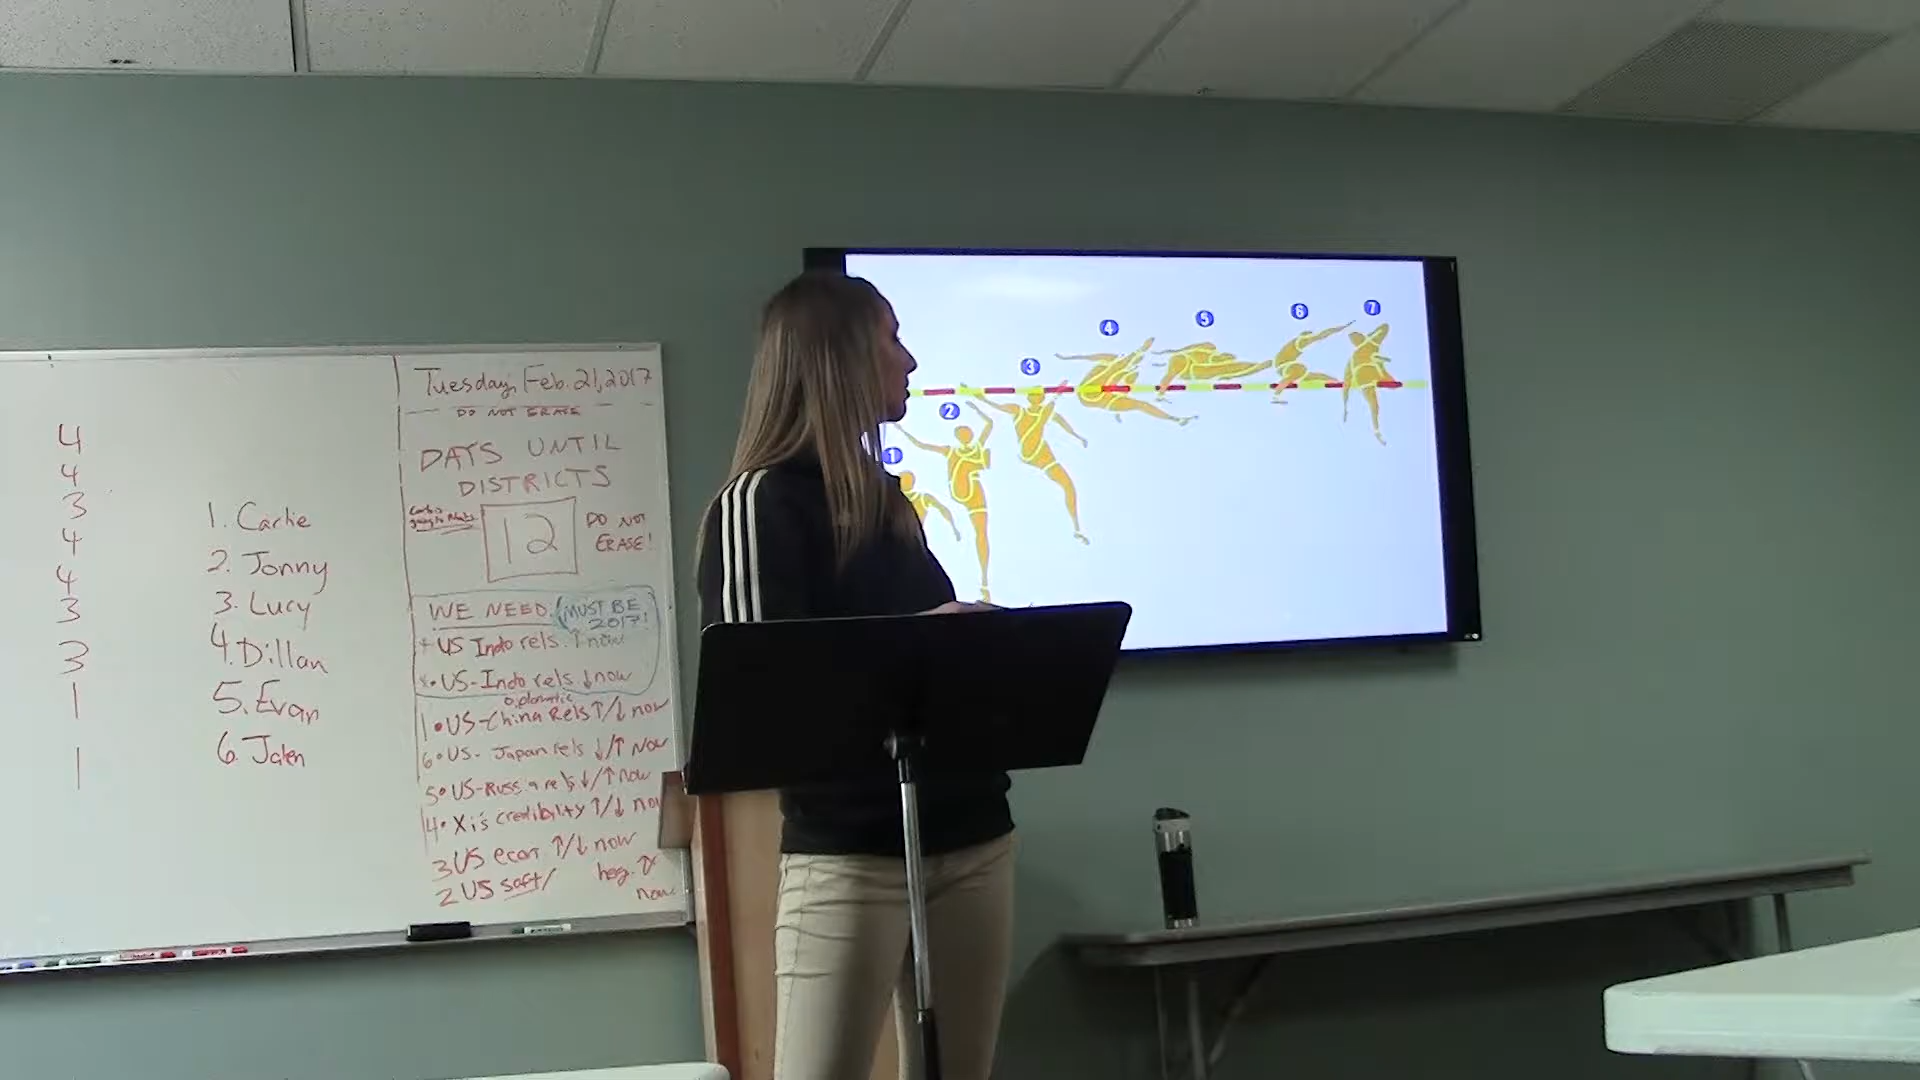 4
4
3
4
4
3
3
1
1
1. Carlie
2. Jonny
3. Lucy
4. Dillan
5. Evan
6. Jalen
Tuesday, Feb. 21, 2017
DO NOT ERASE
DAYS UNTIL
DISTRICTS
12
DO NOT
ERASE!
WE NEED: MUST BE
2017!
US Indo rels. ↑ now
US-Indo rels ↓ now
diplomatic
1 • US-China Rels ↑/↓ now
6 • US- Japan rels ↓/↑ Now
5 • US-Russia rels ↓/↑ now
4 • Xi's credibility ↑/↓ now
3 US econ ↑/↓ now
2 US soft/ heg. ↑
now
1
2
3
4
5
6
7